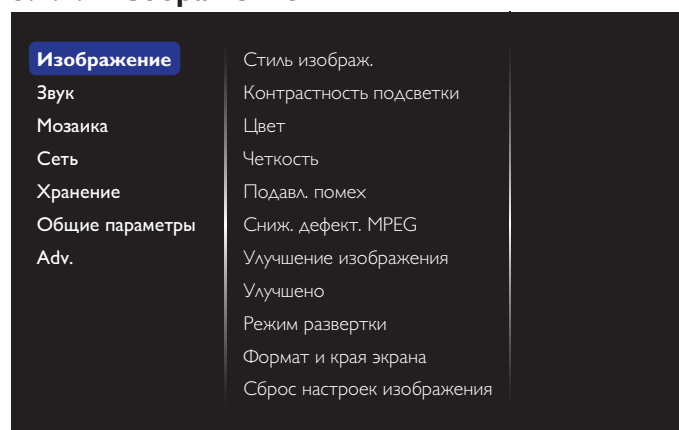 Изображение
Звук
Мозаика
Сеть
Хранение
Общие параметры
Adv.
Стиль изображ.
Контрастность подсветки
Цвет
Четкость
Подавл. помех
Сниж. дефект. MPEG
Улучшение изображения
Улучшено
Режим развертки
Формат и края экрана
Сброс настроек изображения